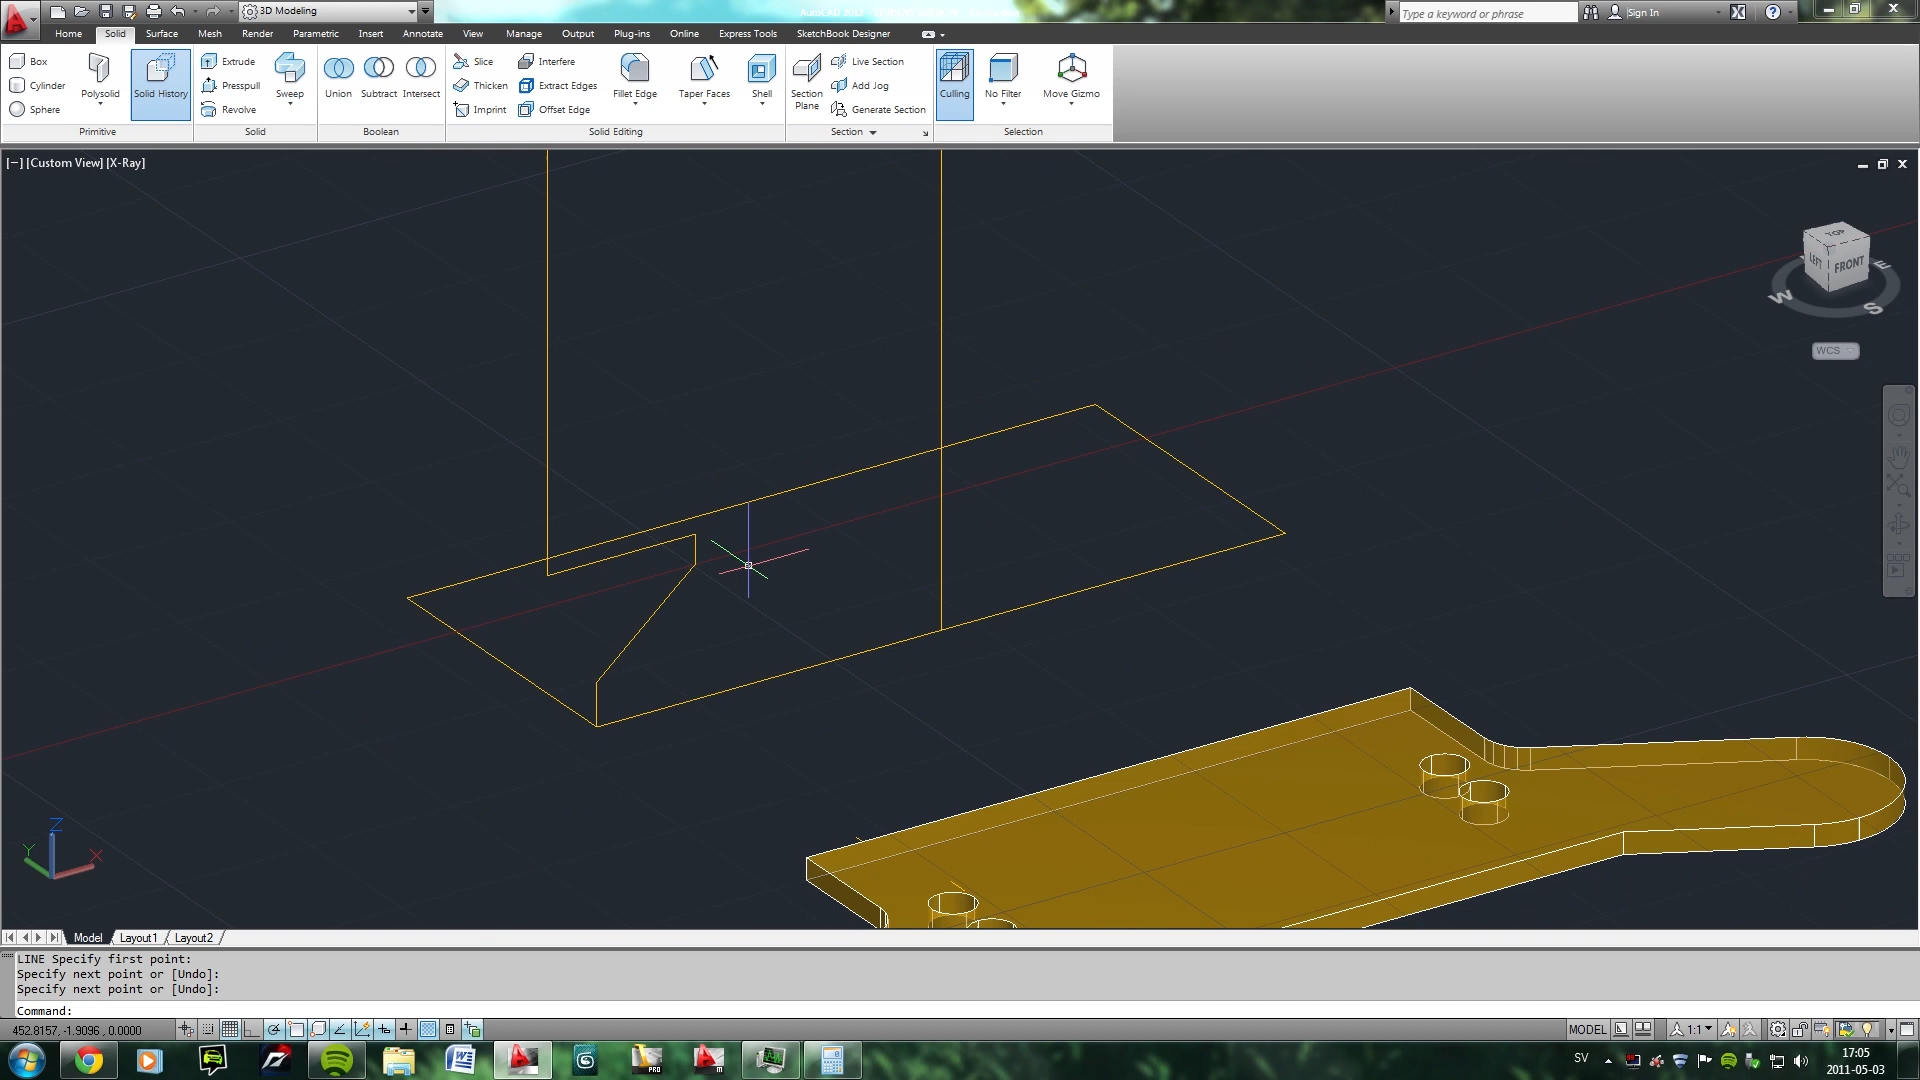 3D Modeling
AutoCAD 2012
Type a keyword or phrase
Sign In
Home Solid Surface Mesh Render Parametric Insert Annotate View Manage Output Plug-ins Online Express Tools SketchBook Designer
Box
Cylinder
Sphere
Polysolid
Solid History
Primitive
Extrude
Presspull
Revolve
Sweep
Solid
Union
Subtract
Intersect
Boolean
Slice
Thicken
Imprint
Interfere
Extract Edges
Offset Edge
Fillet Edge
Taper Faces
Shell
Solid Editing
Section Plane
Live Section
Add Jog
Generate Section
Section
Culling
No Filter
Move Gizmo
Selection
[−] [Custom View] [X-Ray]
TOP
LEFT
FRONT
W
S
E
WCS
Z
Y
X
Model Layout1 Layout2
LINE Specify first point:
Specify next point or [Undo]:
Specify next point or [Undo]:
Command:
452.8157, -1.9096 , 0.0000
MODEL
1:1
PRO
SV
17:05
2011-05-03